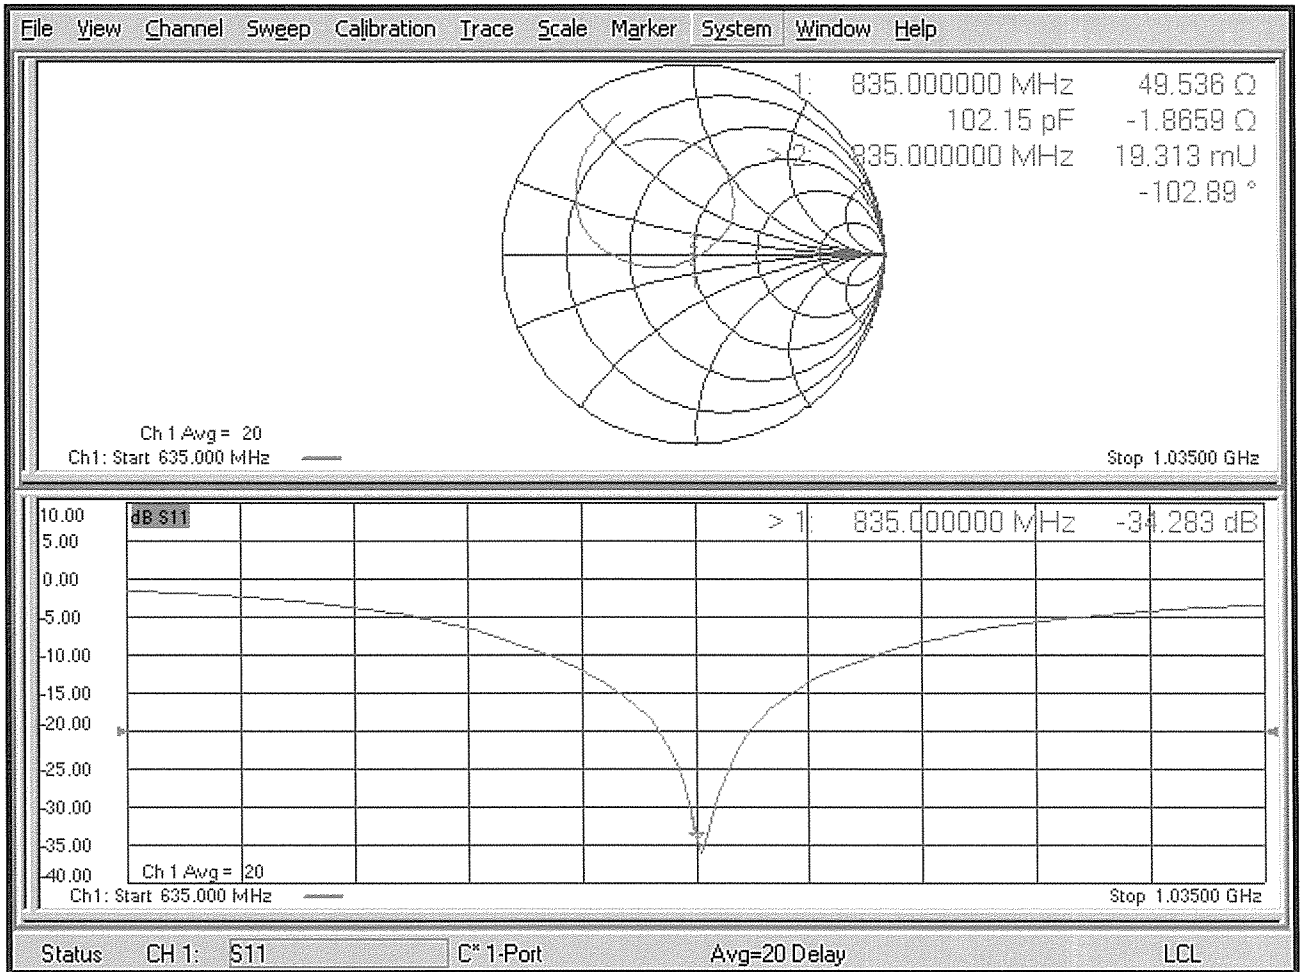 File View Channel Sweep Calibration Trace Scale Marker System Window Help
1: 835.000000 MHz 49.536 Ω
102.15 pF -1.8659 Ω
> 2: 835.000000 MHz 19.313 mU
-102.89 °
Ch 1 Avg = 20
Ch1: Start 635.000 MHz Stop 1.03500 GHz
10.00 dB S11 > 1: 835.000000 MHz -34.283 dB
5.00
0.00
-5.00
-10.00
-15.00
-20.00
-25.00
-30.00
-35.00
-40.00 Ch 1 Avg = 20
Ch1: Start 635.000 MHz Stop 1.03500 GHz
Status CH 1: S11 C* 1-Port Avg=20 Delay LCL